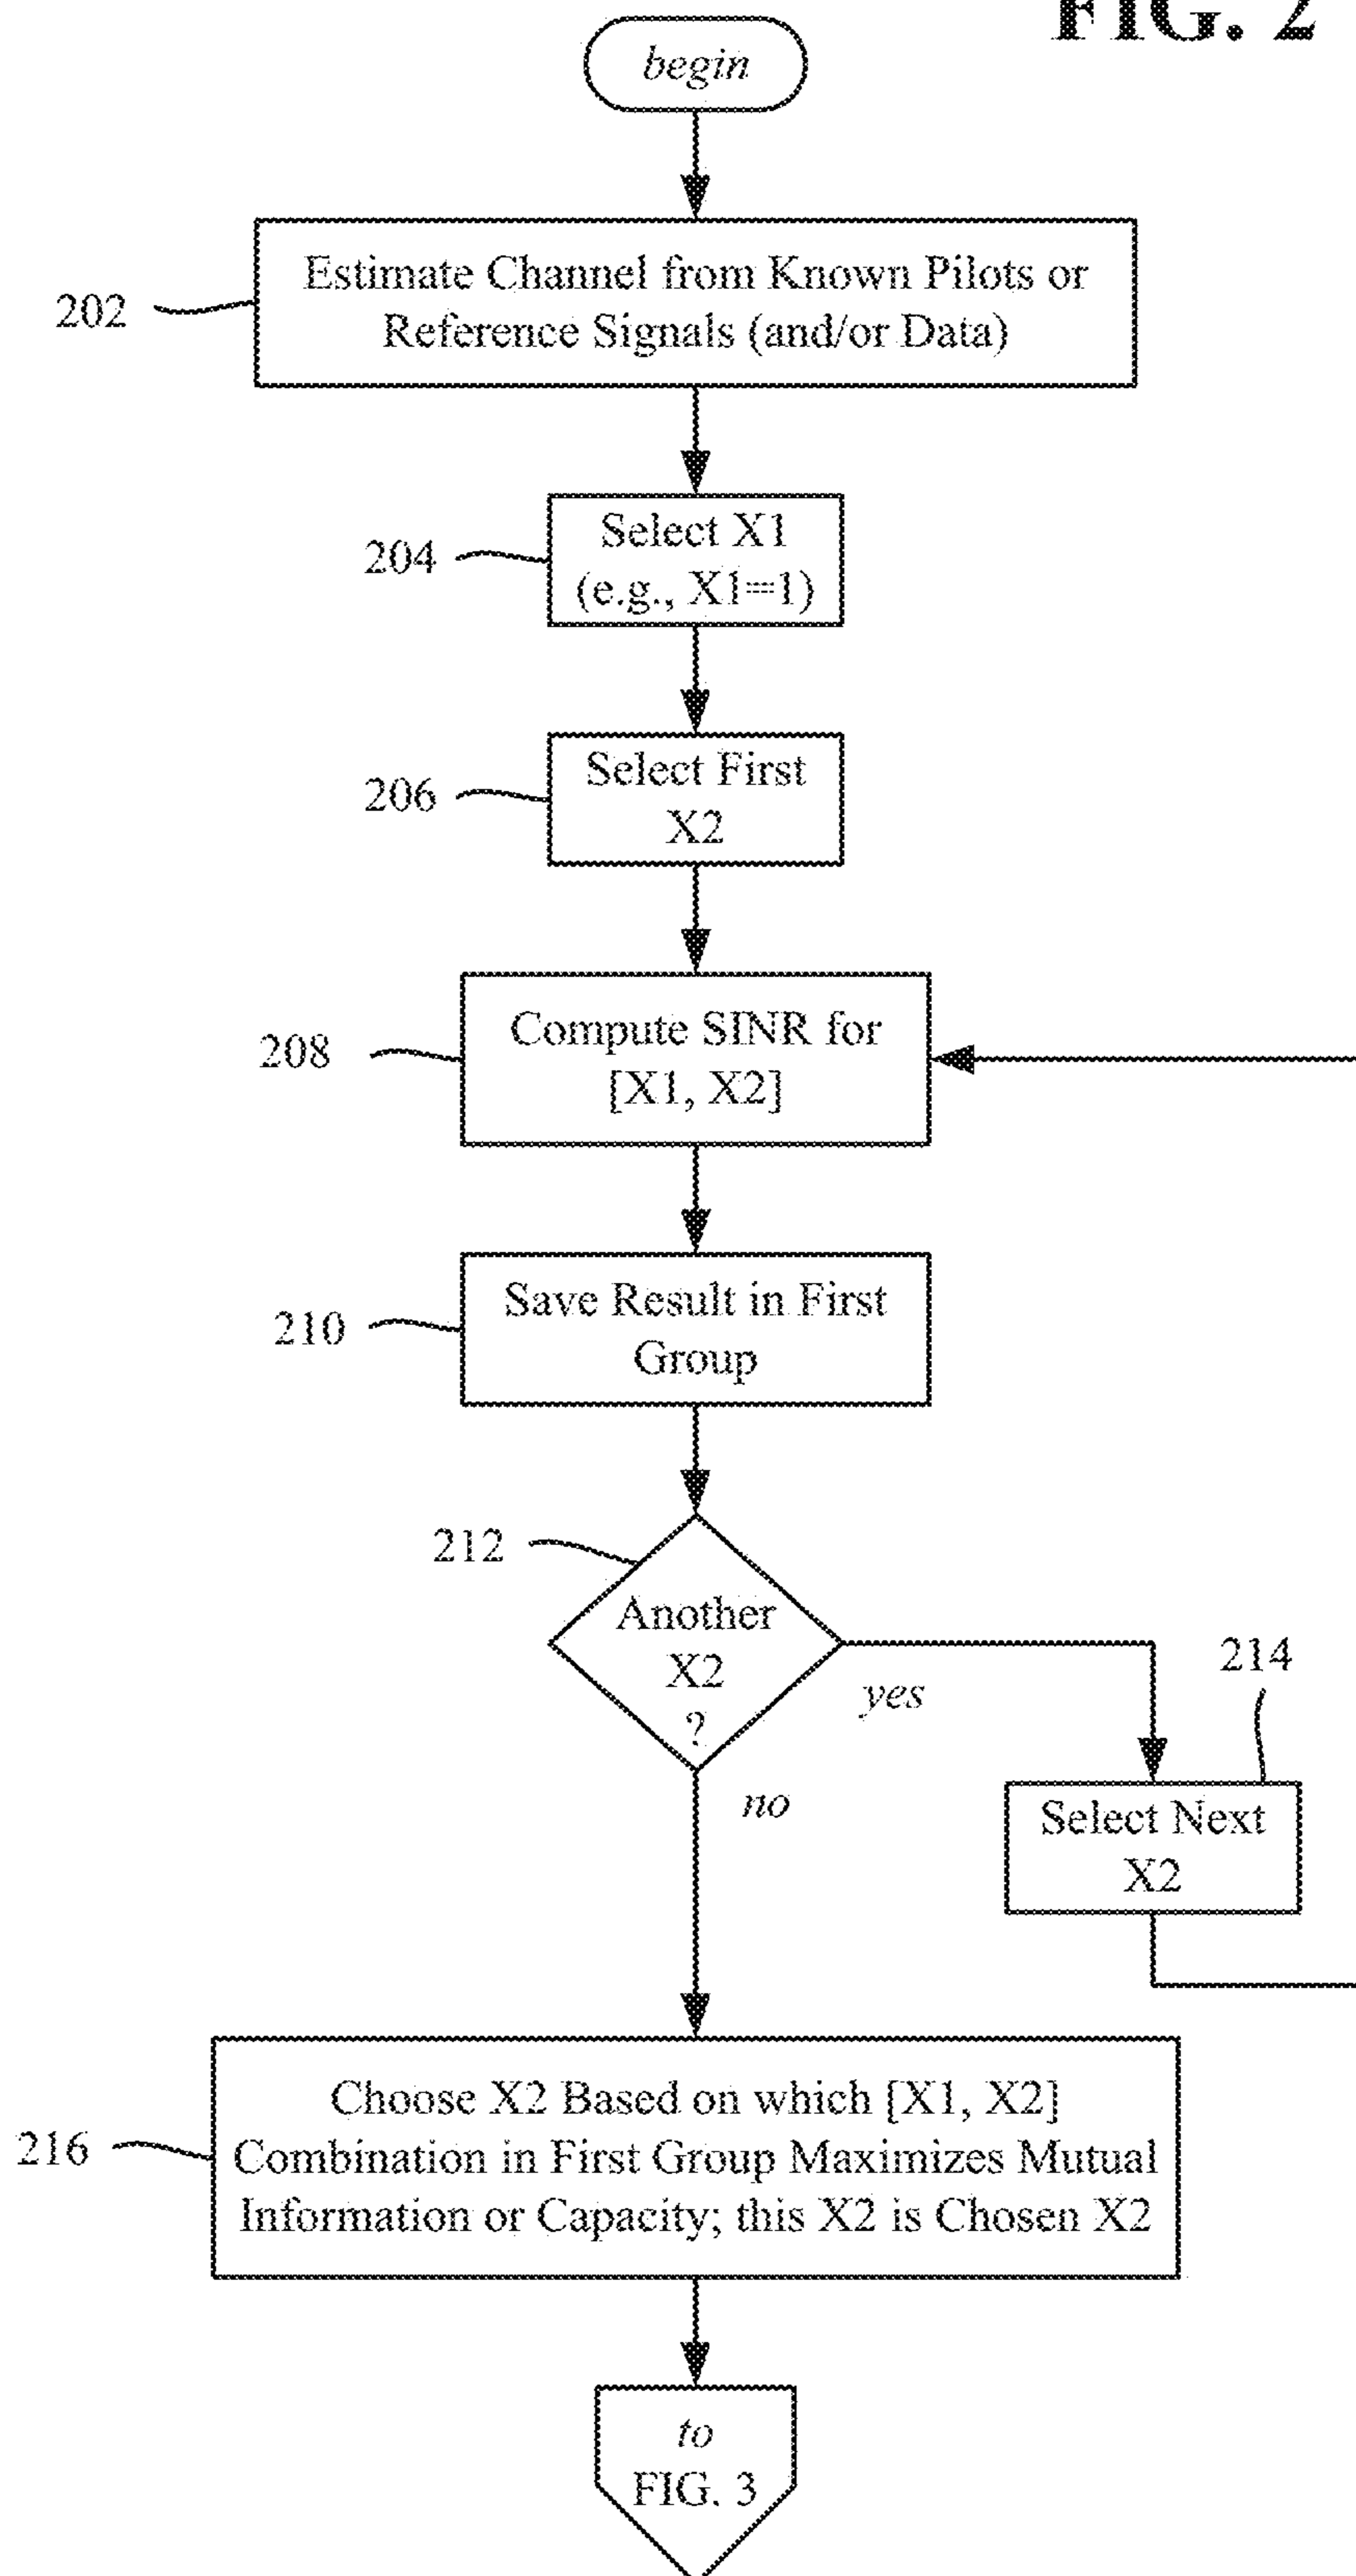 FIG. 2
begin
202
Estimate Channel from Known Pilots or
Reference Signals (and/or Data)
204
Select X1
(e.g., X1=1)
206
Select First
X2
208
Compute SINR for
[X1, X2]
210
Save Result in First
Group
212
Another
X2
?
yes
no
214
Select Next
X2
216
Choose X2 Based on which [X1, X2]
Combination in First Group Maximizes Mutual
Information or Capacity; this X2 is Chosen X2
to
FIG. 3